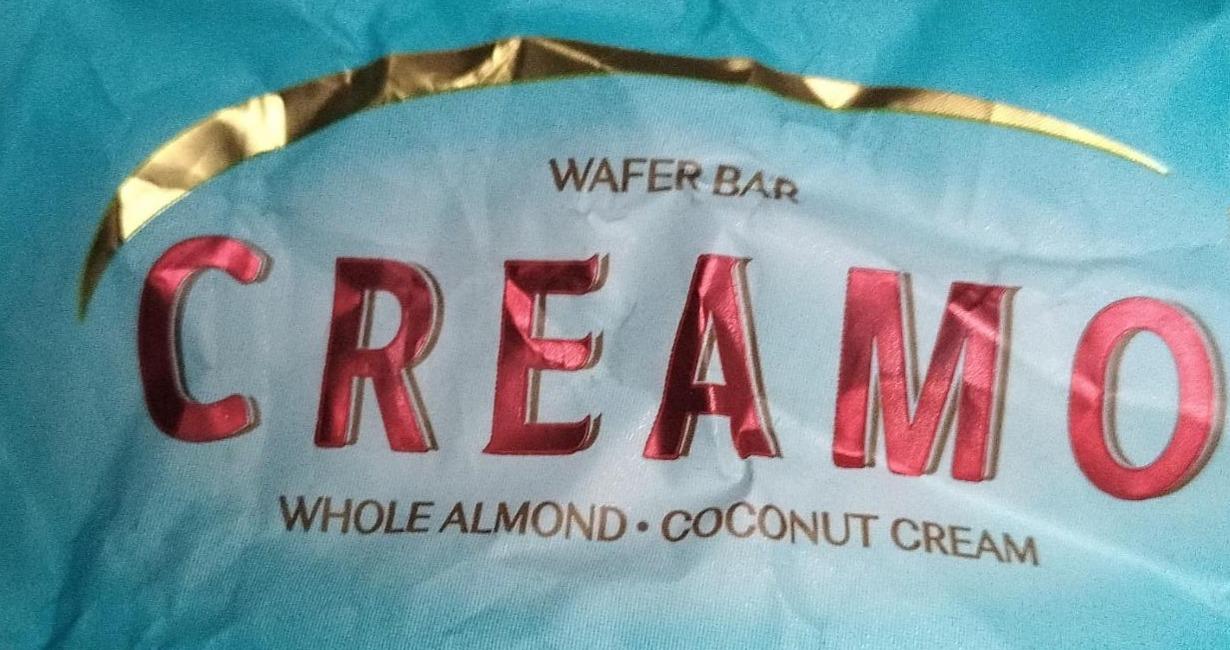 WAFER BAR
CREAMO
WHOLE ALMOND • COCONUT CREAM